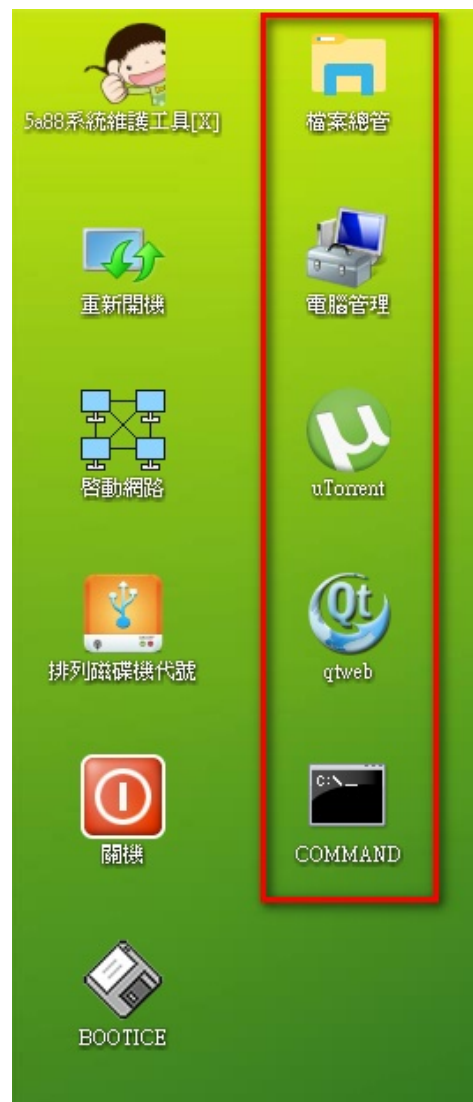 5a88系統維護工具[X]
檔案總管
重新開機
電腦管理
啓動網路
µ
uTorrent
排列磁碟機代號
Qt
qtweb
關機
C:\_
COMMAND
BOOTICE